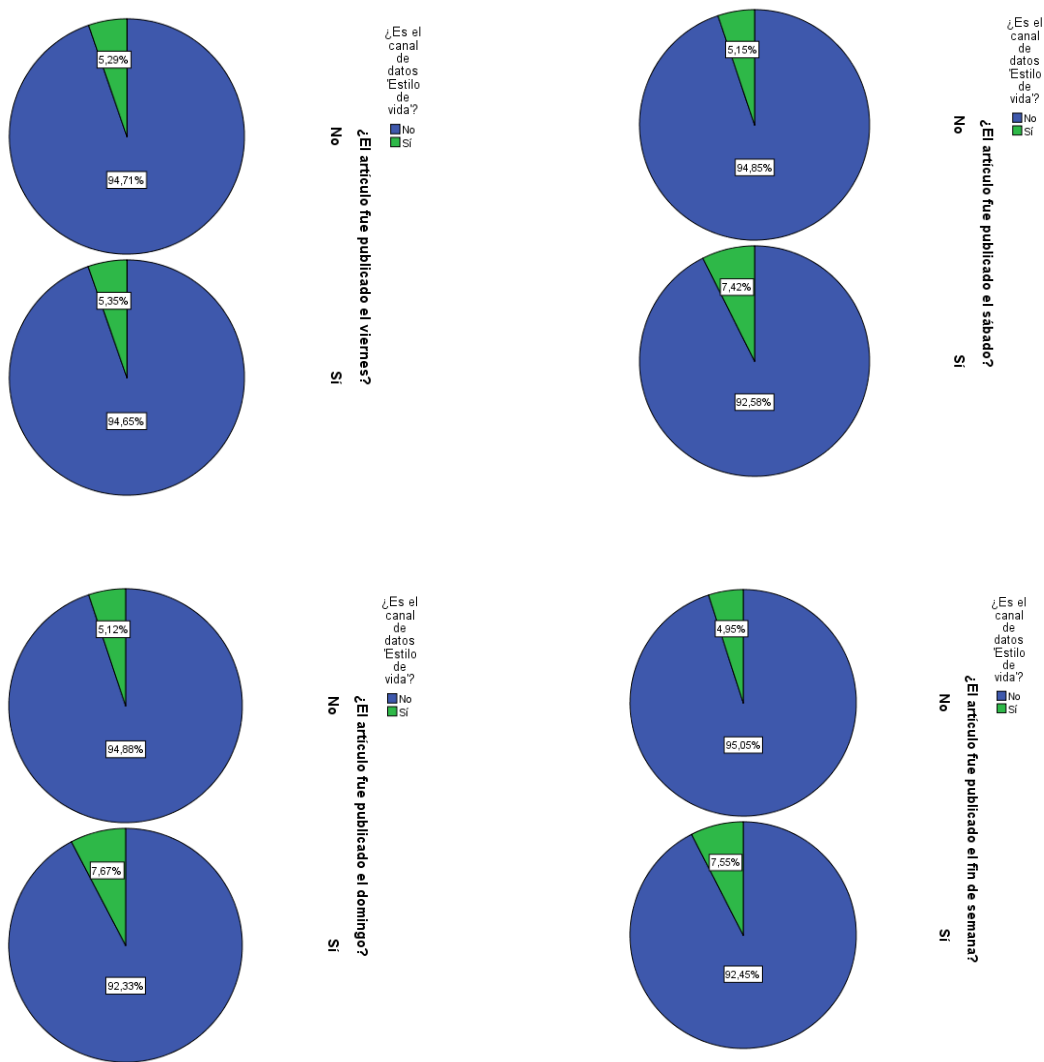 ¿Es el
canal
de
datos
'Estilo
de
vida'?
No
Sí
5,29%
94,71%
No
5,35%
94,65%
Sí
¿El artículo fue publicado el viernes?
¿Es el
canal
de
datos
'Estilo
de
vida'?
No
Sí
5,15%
94,85%
No
7,42%
92,58%
Sí
¿El artículo fue publicado el sábado?
¿Es el
canal
de
datos
'Estilo
de
vida'?
No
Sí
5,12%
94,88%
No
7,67%
92,33%
Sí
¿El artículo fue publicado el domingo?
¿Es el
canal
de
datos
'Estilo
de
vida'?
No
Sí
4,95%
95,05%
No
7,55%
92,45%
Sí
¿El artículo fue publicado el fin de semana?